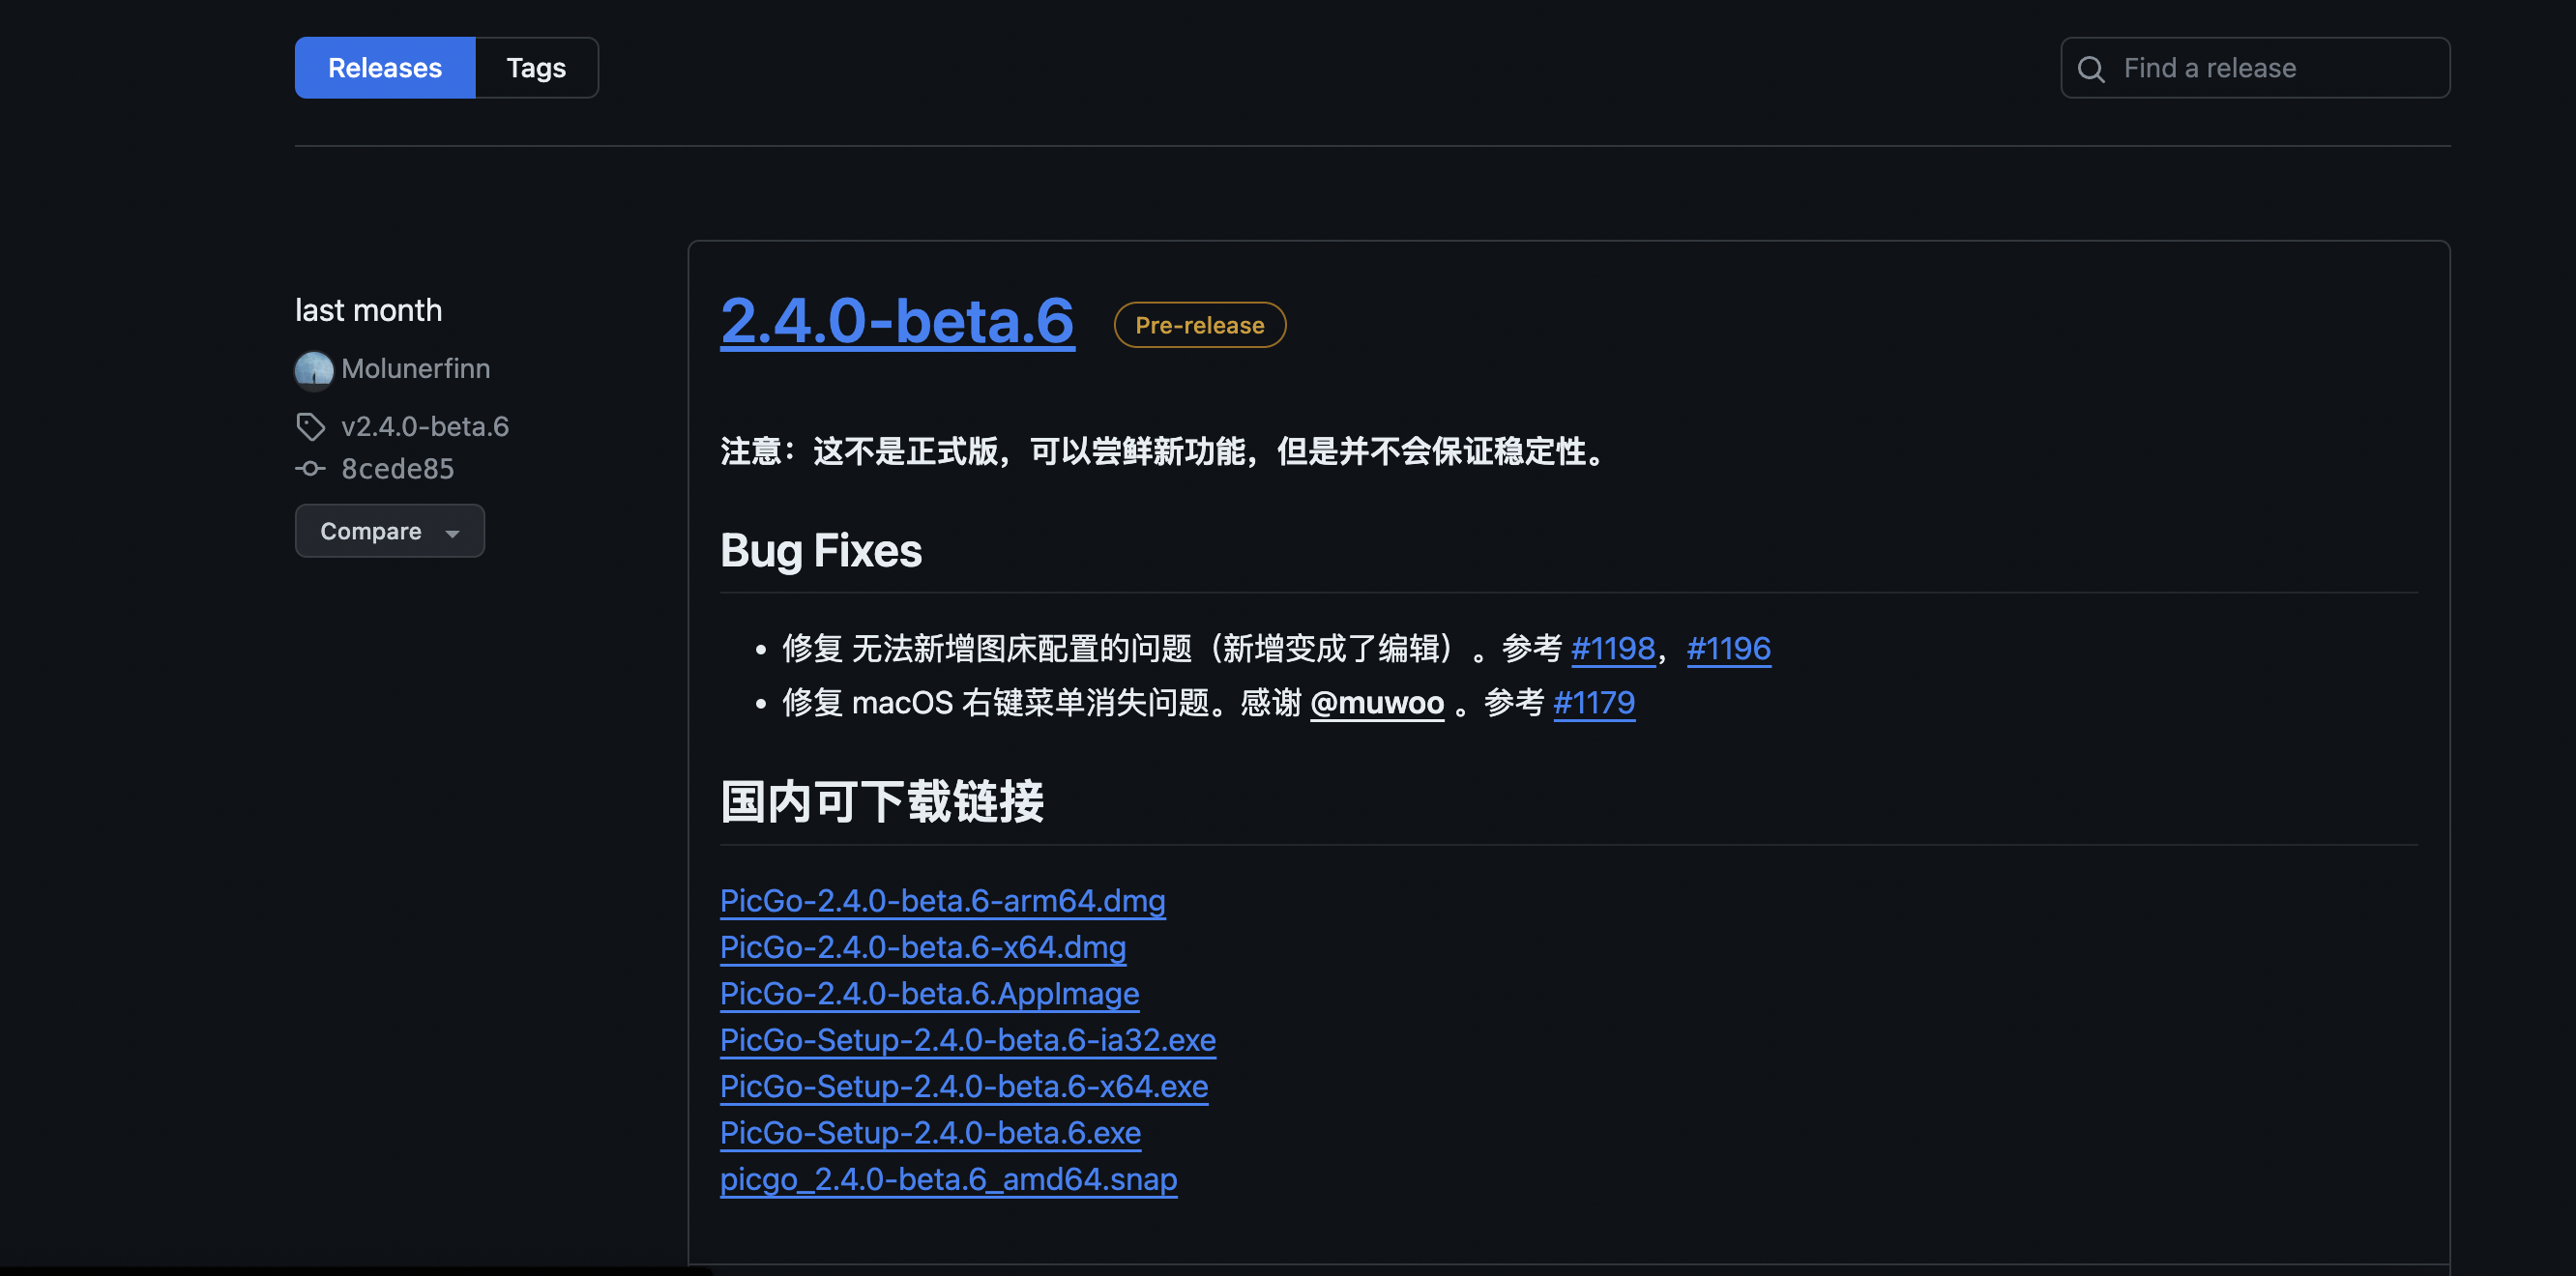 Releases
Tags
Find a release
last month
Molunerfinn
v2.4.0-beta.6
8cede85
Compare
2.4.0-beta.6
Pre-release
注意：这不是正式版，可以尝鲜新功能，但是并不会保证稳定性。
Bug Fixes
修复 无法新增图床配置的问题（新增变成了编辑）。参考 #1198，#1196
修复 macOS 右键菜单消失问题。感谢 @muwoo 。参考 #1179
国内可下载链接
PicGo-2.4.0-beta.6-arm64.dmg
PicGo-2.4.0-beta.6-x64.dmg
PicGo-2.4.0-beta.6.AppImage
PicGo-Setup-2.4.0-beta.6-ia32.exe
PicGo-Setup-2.4.0-beta.6-x64.exe
PicGo-Setup-2.4.0-beta.6.exe
picgo_2.4.0-beta.6_amd64.snap